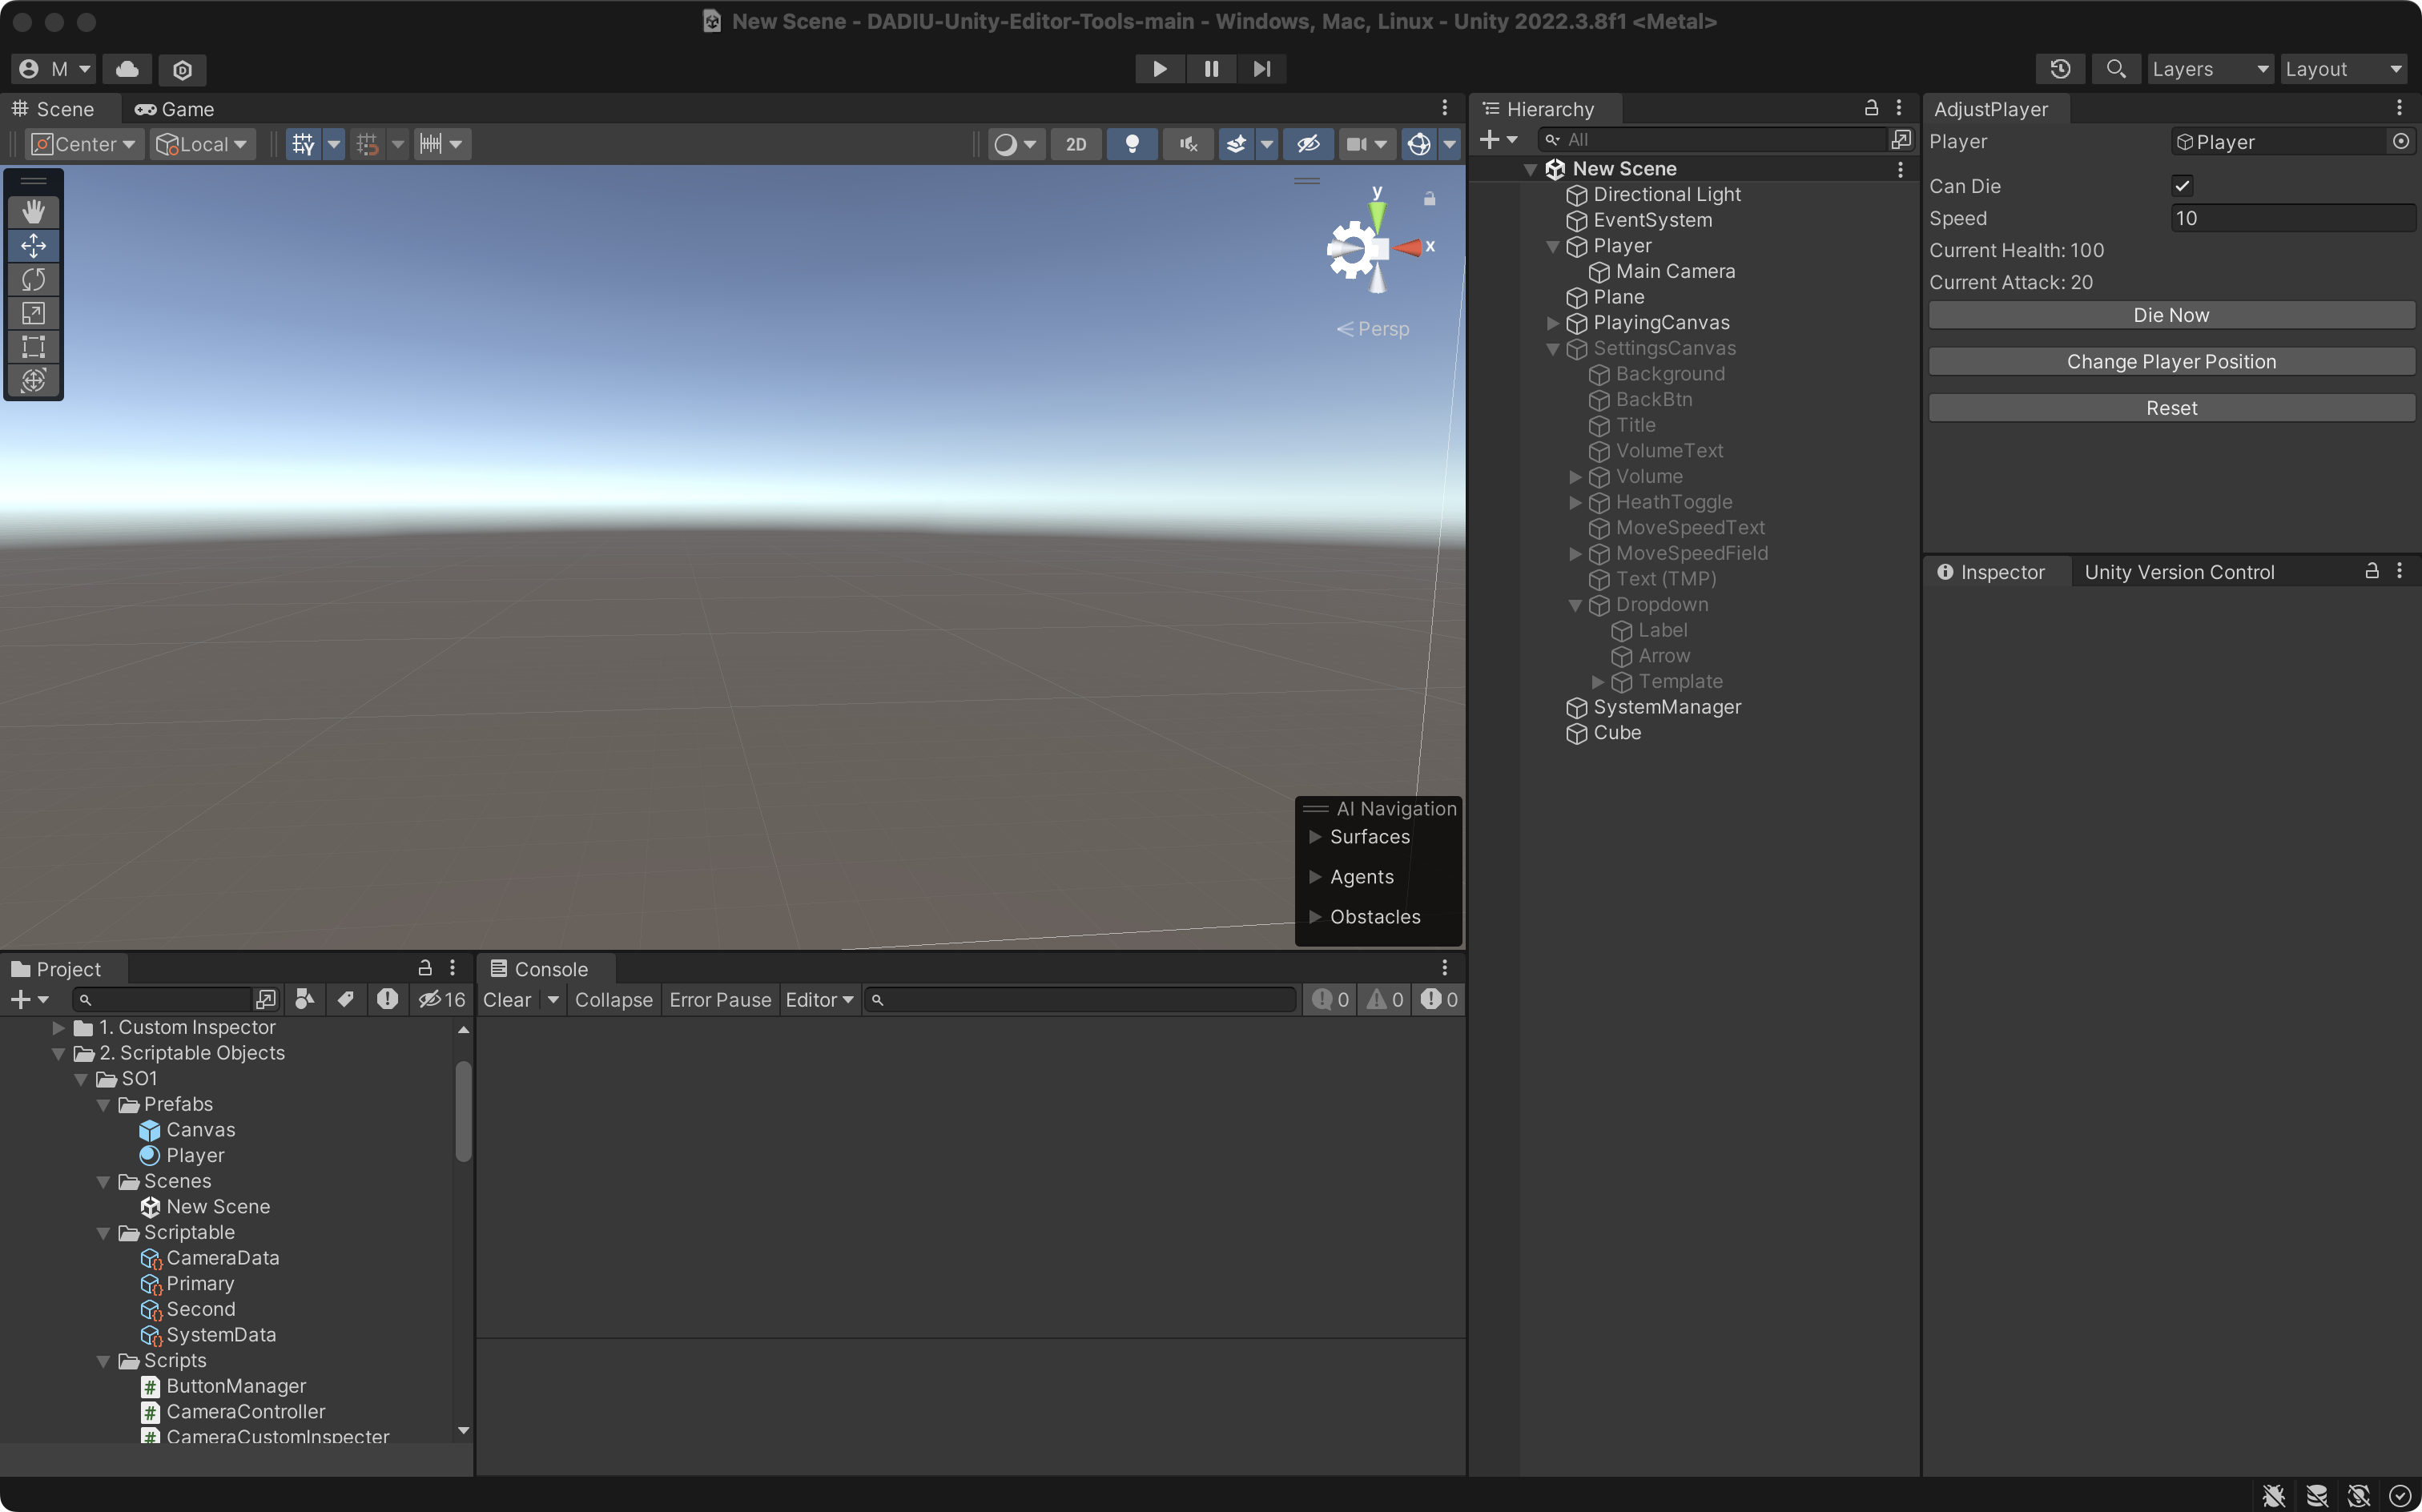 New Scene - DADIU-Unity-Editor-Tools-main - Windows, Mac, Linux - Unity 2022.3.8f1 <Metal>
M
Layers
Layout
Scene
Game
Center
Local
2D
y
x
Persp
AI Navigation
Surfaces
Agents
Obstacles
Hierarchy
All
New Scene
Directional Light
EventSystem
Player
Main Camera
Plane
PlayingCanvas
SettingsCanvas
Background
BackBtn
Title
VolumeText
Volume
HeathToggle
MoveSpeedText
MoveSpeedField
Text (TMP)
Dropdown
Label
Arrow
Template
SystemManager
Cube
AdjustPlayer
Player
Player
Can Die
Speed
10
Current Health: 100
Current Attack: 20
Die Now
Change Player Position
Reset
Inspector
Unity Version Control
Project
16
1. Custom Inspector
2. Scriptable Objects
SO1
Prefabs
Canvas
Player
Scenes
New Scene
Scriptable
CameraData
Primary
Second
SystemData
Scripts
ButtonManager
CameraController
CameraCustomInspecter
Console
Clear
Collapse
Error Pause
Editor
0
0
0